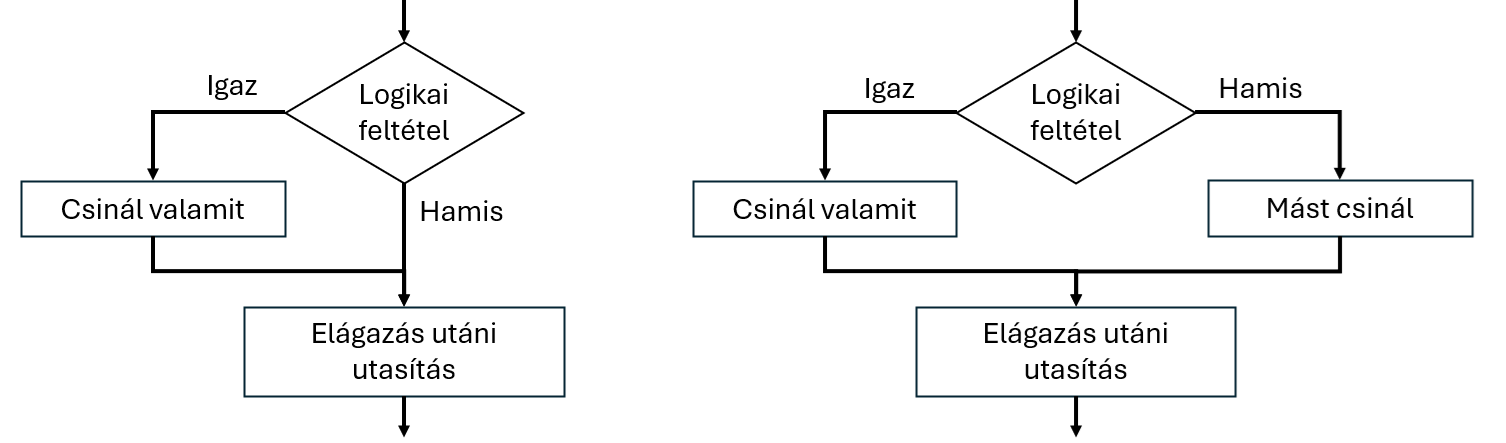 Igaz
Logikai
feltétel
Csinál valamit
Hamis
Elágazás utáni
utasítás
Igaz
Logikai
feltétel
Hamis
Csinál valamit
Mást csinál
Elágazás utáni
utasítás